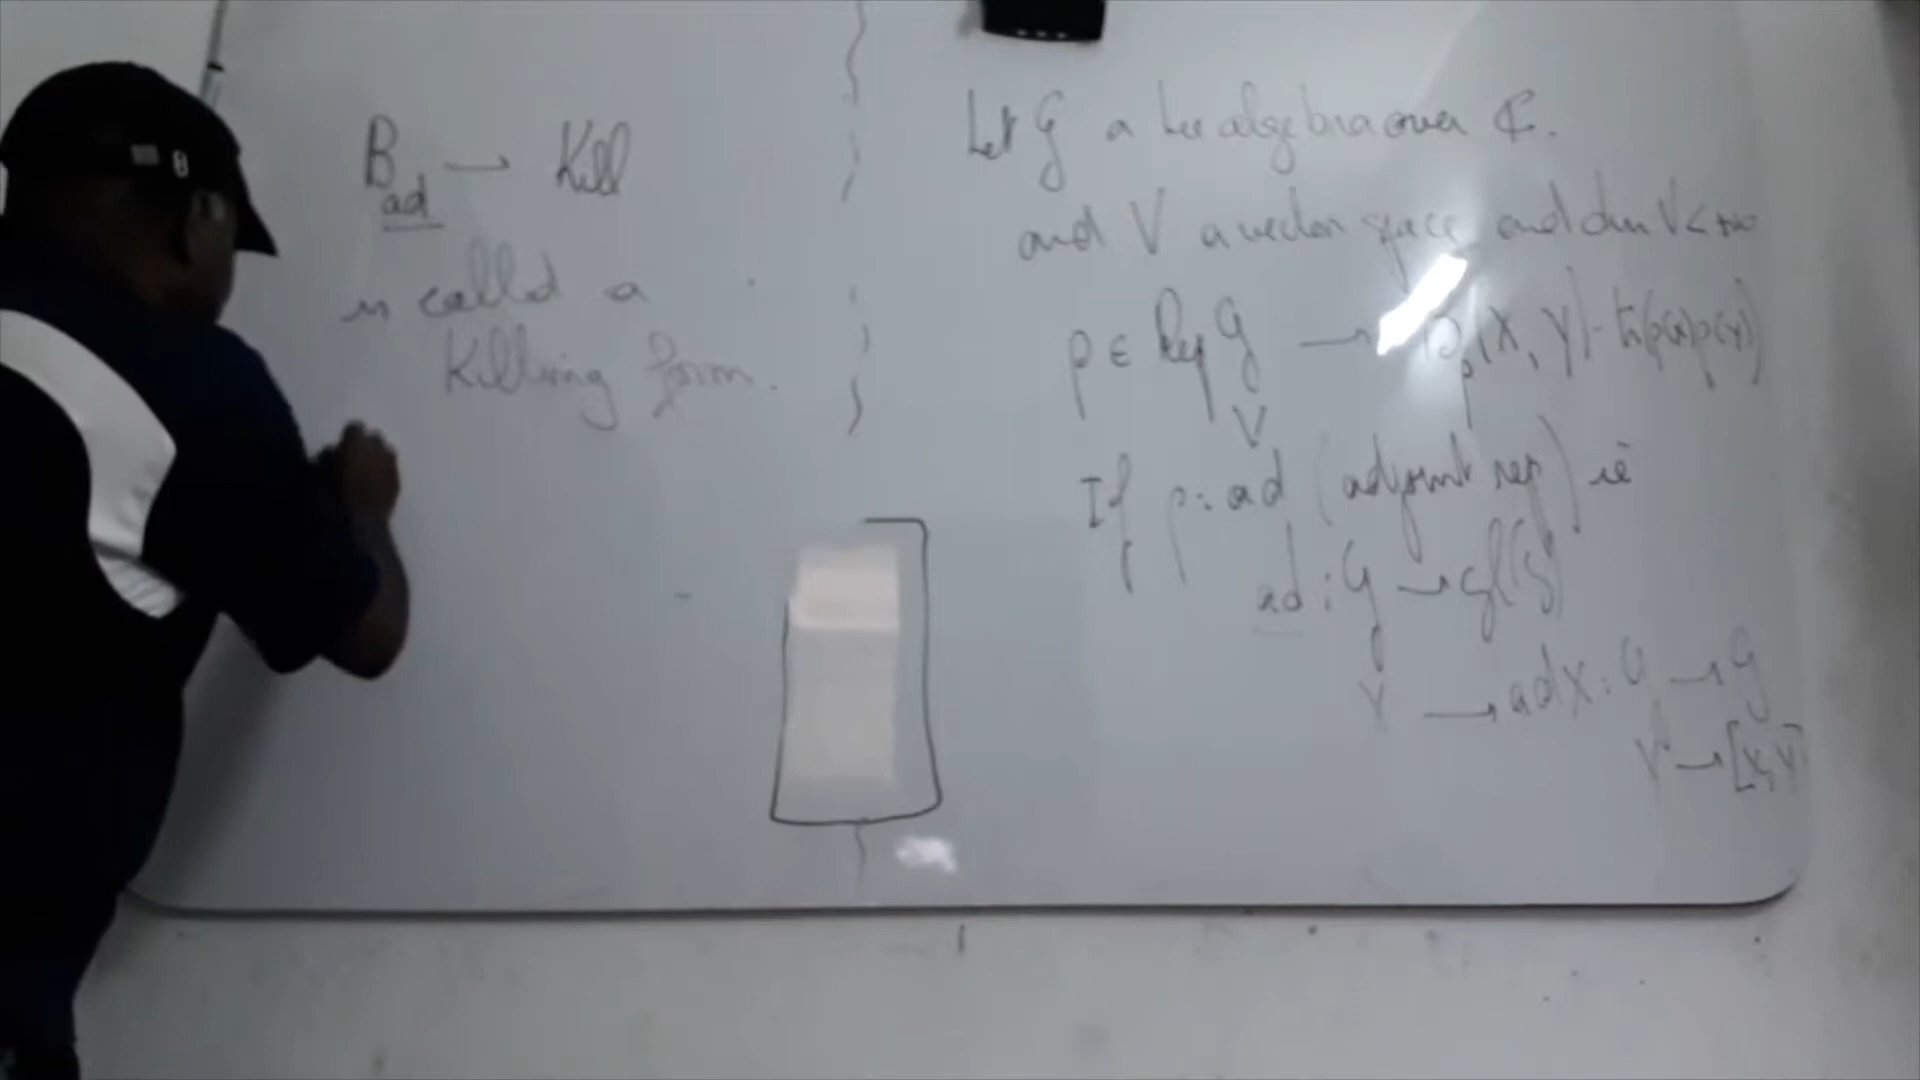 B_ad → Kill
is called a
Killing form.
Let G a Lie algebra over ℂ.
and V a vector space and dim V < +∞
ρ ∈ Rep G → B_ρ(X, Y) = tr(ρ(X)ρ(Y))
V
If ρ = ad (adjoint rep) ie
ad : G → gl(G)
X → adX : G → G
Y → [X, Y]